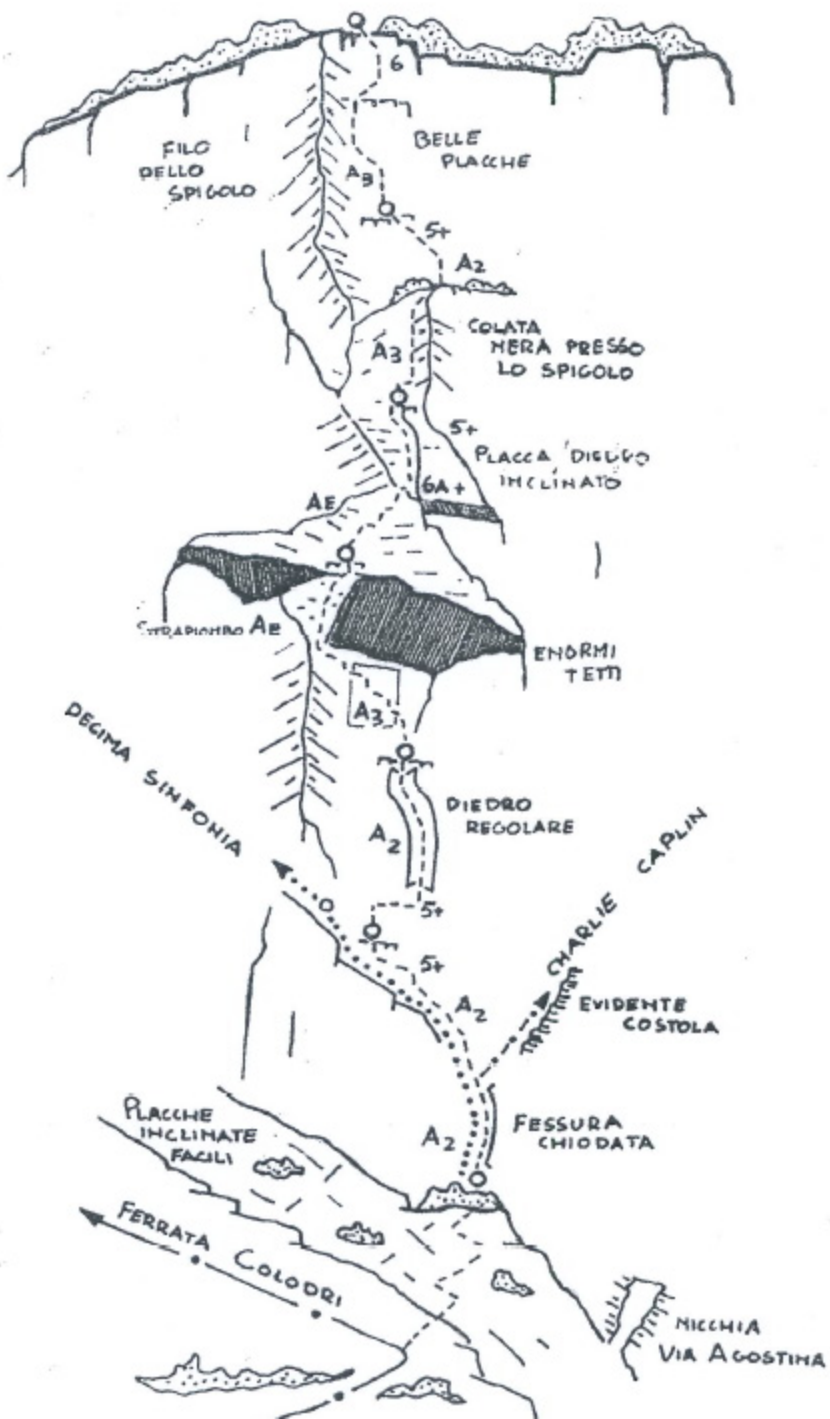 6
BELLE
PLACCHE
FILO
DELLO
SPIGOLO
A3
5+
A2
COLATA
NERA PRESSO
LO SPIGOLO
A3
5+
PLACCA
INCLINATO
6A+
AE
STRAPIOMBO AE
ENORMI
TETTI
A3
DECIMA SINFONIA
DIEDRO
REGOLARE
A2
CHARLIE CAPLIN
5+
5+
A2
EVIDENTE
COSTOLA
PLACCHE
INCLINATE
FACILI
A2
FESSURA
CHIODATA
FERRATA COLODRI
NICCHIA
VIA AGOSTINA